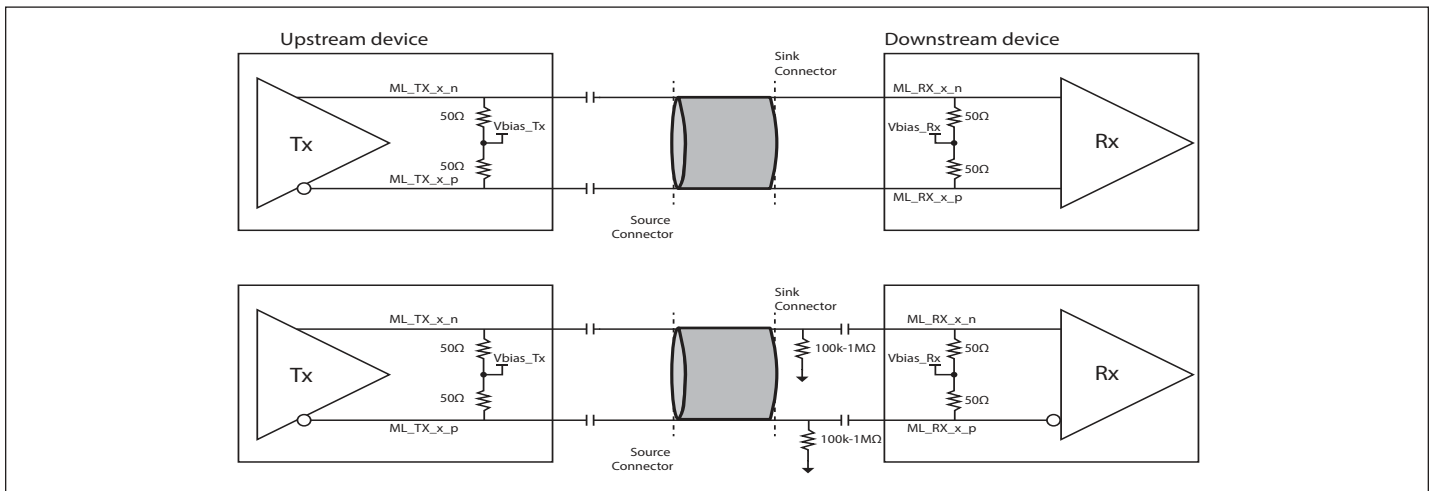 Upstream device
Downstream device
Sink
Connector
ML_TX_x_n
ML_RX_x_n
50Ω
50Ω
Vbias_Tx
Vbias_Rx
Tx
Rx
50Ω
50Ω
ML_TX_x_p
ML_RX_x_p
Source
Connector
Sink
Connector
ML_TX_x_n
ML_RX_x_n
50Ω
100k-1MΩ
50Ω
Vbias_Tx
Vbias_Rx
Tx
Rx
50Ω
50Ω
ML_TX_x_p
ML_RX_x_p
Source
Connector
100k-1MΩ